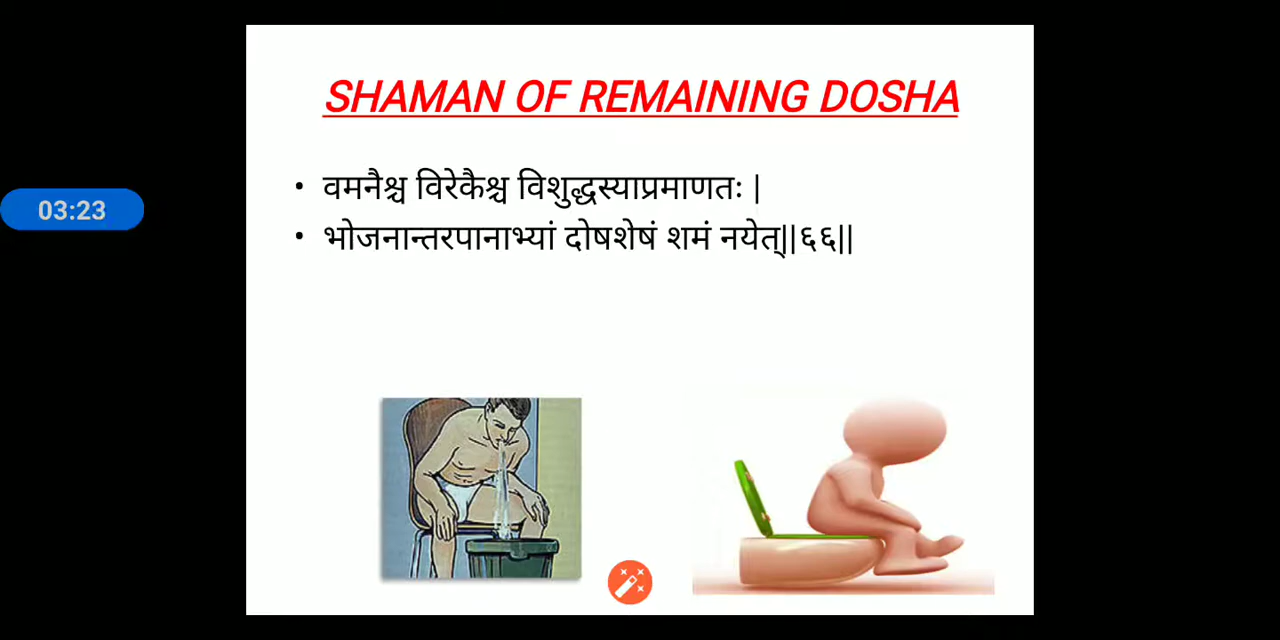 SHAMAN OF REMAINING DOSHA
• वमनैश्च विरेकैश्च विशुद्धस्याप्रमाणतः |
03:23
• भोजनान्तरपानाभ्यां दोषशेषं शमं नयेत्||६६||